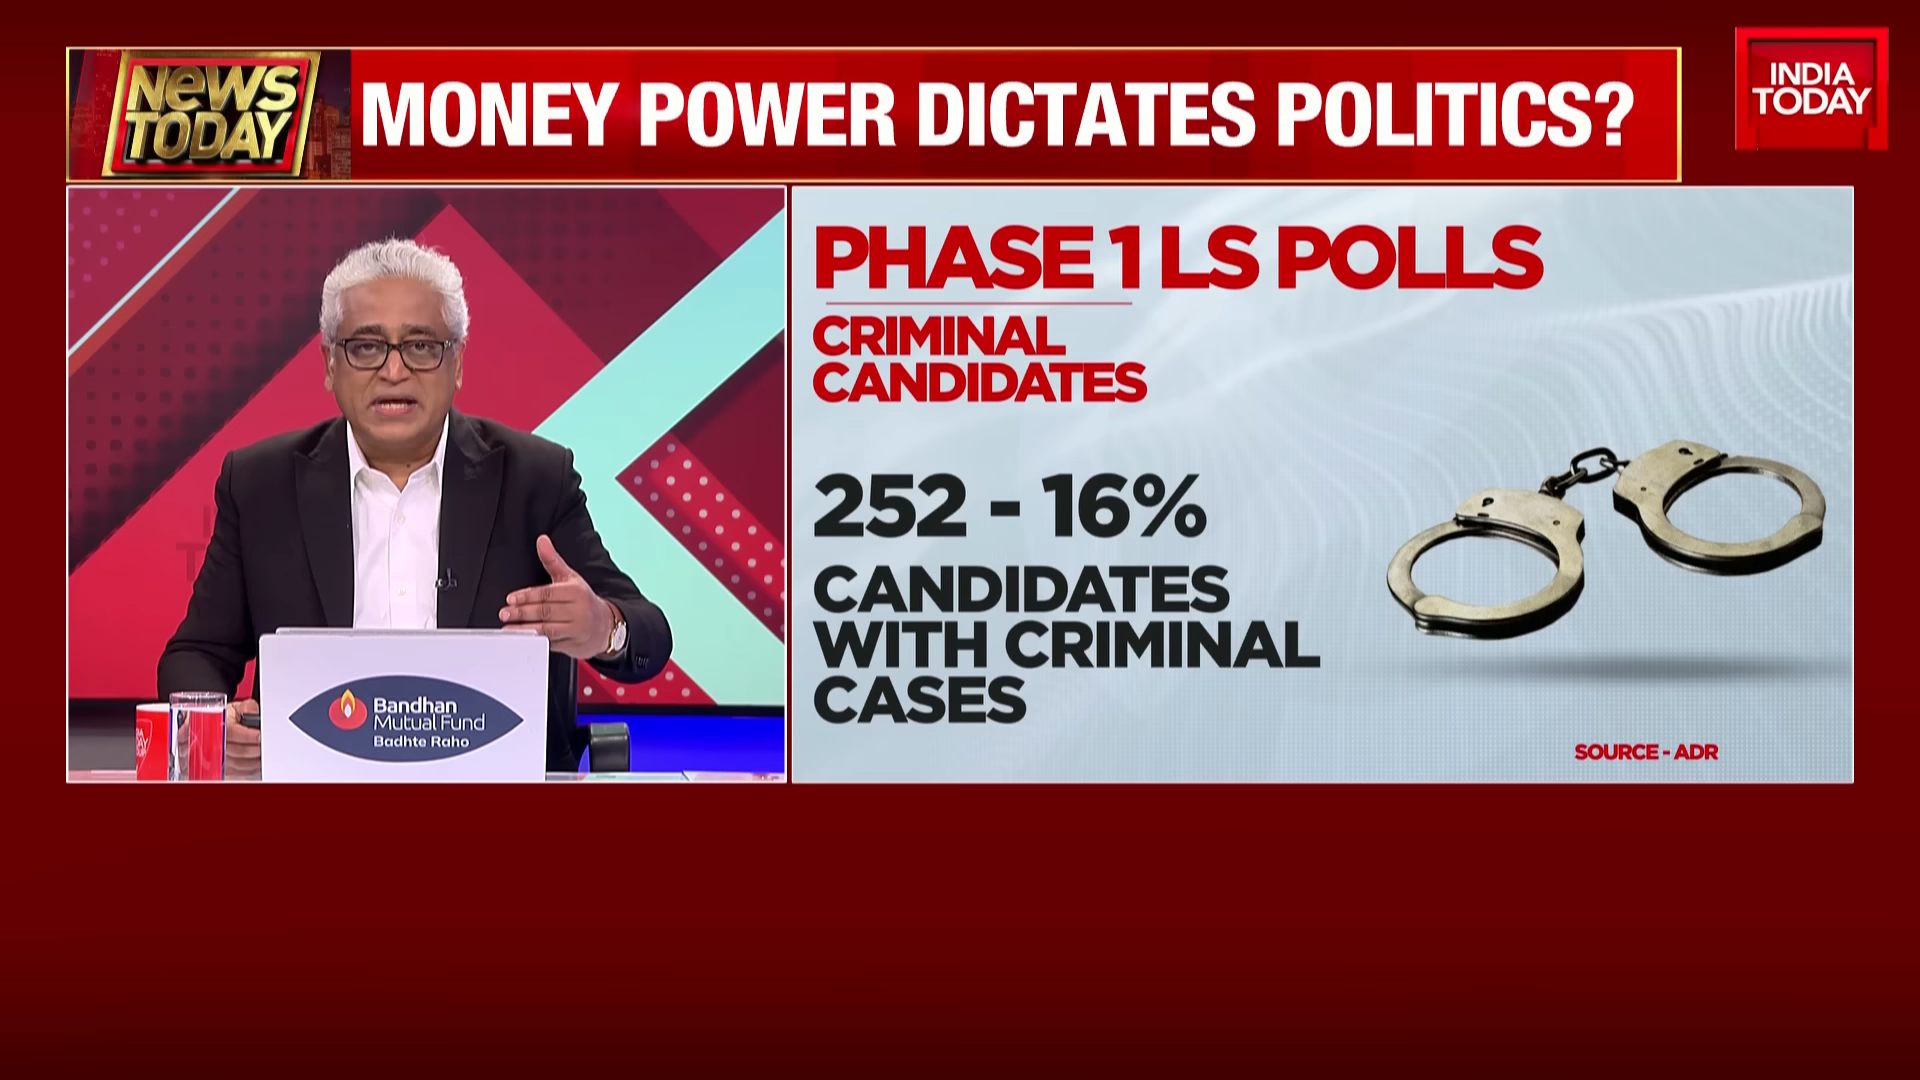 NEWS
TODAY
MONEY POWER DICTATES POLITICS?
INDIA
TODAY
PHASE 1 LS POLLS
CRIMINAL
CANDIDATES
252 - 16%
CANDIDATES
WITH CRIMINAL
CASES
SOURCE - ADR
Bandhan
Mutual Fund
Badhte Raho